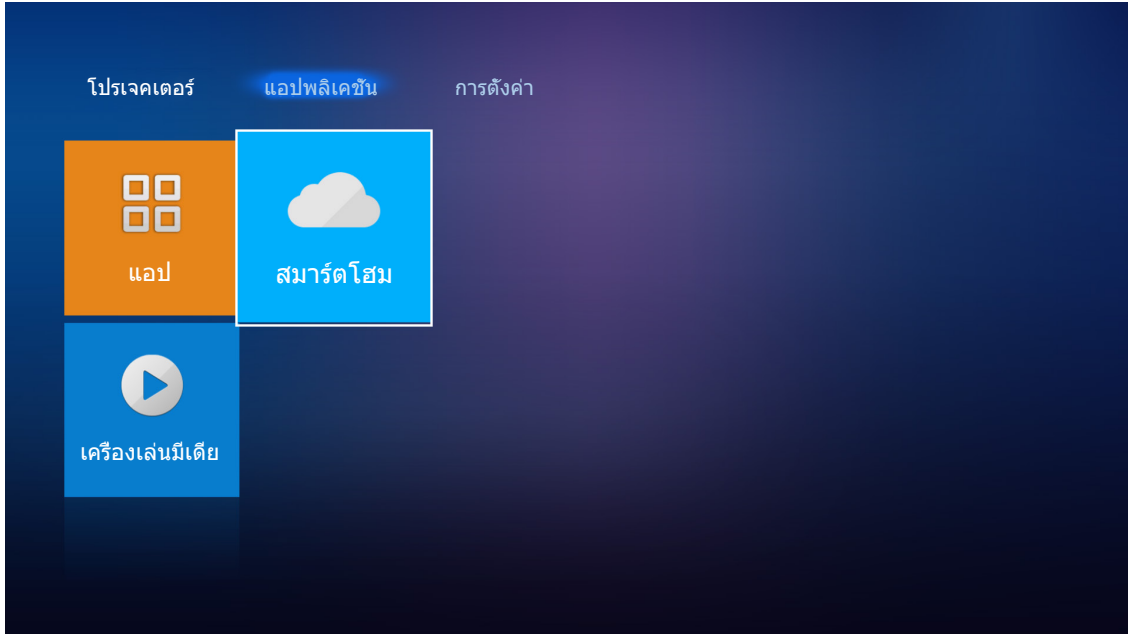 โปรเจคเตอร์ แอปพลิเคชัน การตั้งค่า
แอป สมาร์ตโฮม
เครื่องเล่นมีเดีย